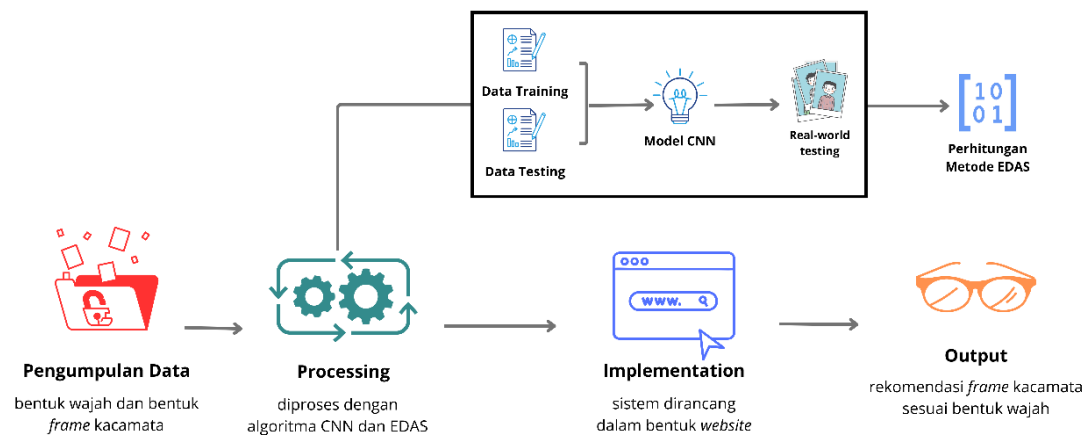 Data Training
Data Testing
Model CNN
Real-world
testing
10
01
Perhitungan
Metode EDAS
www.
Pengumpulan Data
bentuk wajah dan bentuk
frame kacamata
Processing
diproses dengan
algoritma CNN dan EDAS
Implementation
sistem dirancang
dalam bentuk website
Output
rekomendasi frame kacamata
sesuai bentuk wajah